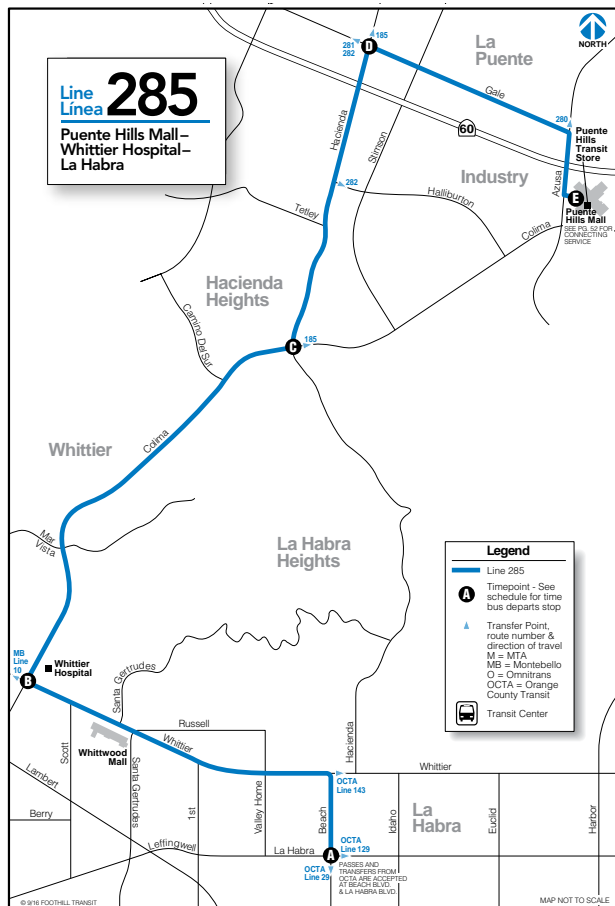 185
281
282
D
La
Puente
NORTH
Line
Línea
285
Puente Hills Mall–
Whittier Hospital–
La Habra
Gale
280
60
Puente
Hills
Transit
Store
Hacienda
Stimson
Industry
Azusa
282
Halliburton
E
Puente
Hills Mall
SEE PG. 52 FOR
CONNECTING
SERVICE
Tetley
Colima
Hacienda
Heights
Camino Del Sur
C
185
Whittier
Colima
Mar
Vista
La Habra
Heights
Legend
Line 285
A
Timepoint - See
schedule for time
bus departs stop
Transfer Point,
route number &
direction of travel
M = MTA
MB = Montebello
O = Omnitrans
OCTA = Orange
County Transit
Transit Center
MB
Line
10
B
Whittier
Hospital
Santa Gertrudes
Russell
Whittier
Hacienda
Scott
Whittwood
Mall
Whittier
OCTA
Line 143
Lambert
Berry
Santa Gertrudes
1st
Valley Home
Beach
Idaho
La
Habra
Euclid
Harbor
Leffingwell
La Habra
A
OCTA
Line 129
OCTA
Line 29
PASSES AND
TRANSFERS FROM
OCTA ARE ACCEPTED
AT BEACH BLVD.
& LA HABRA BLVD.
© 9/16 FOOTHILL TRANSIT
MAP NOT TO SCALE